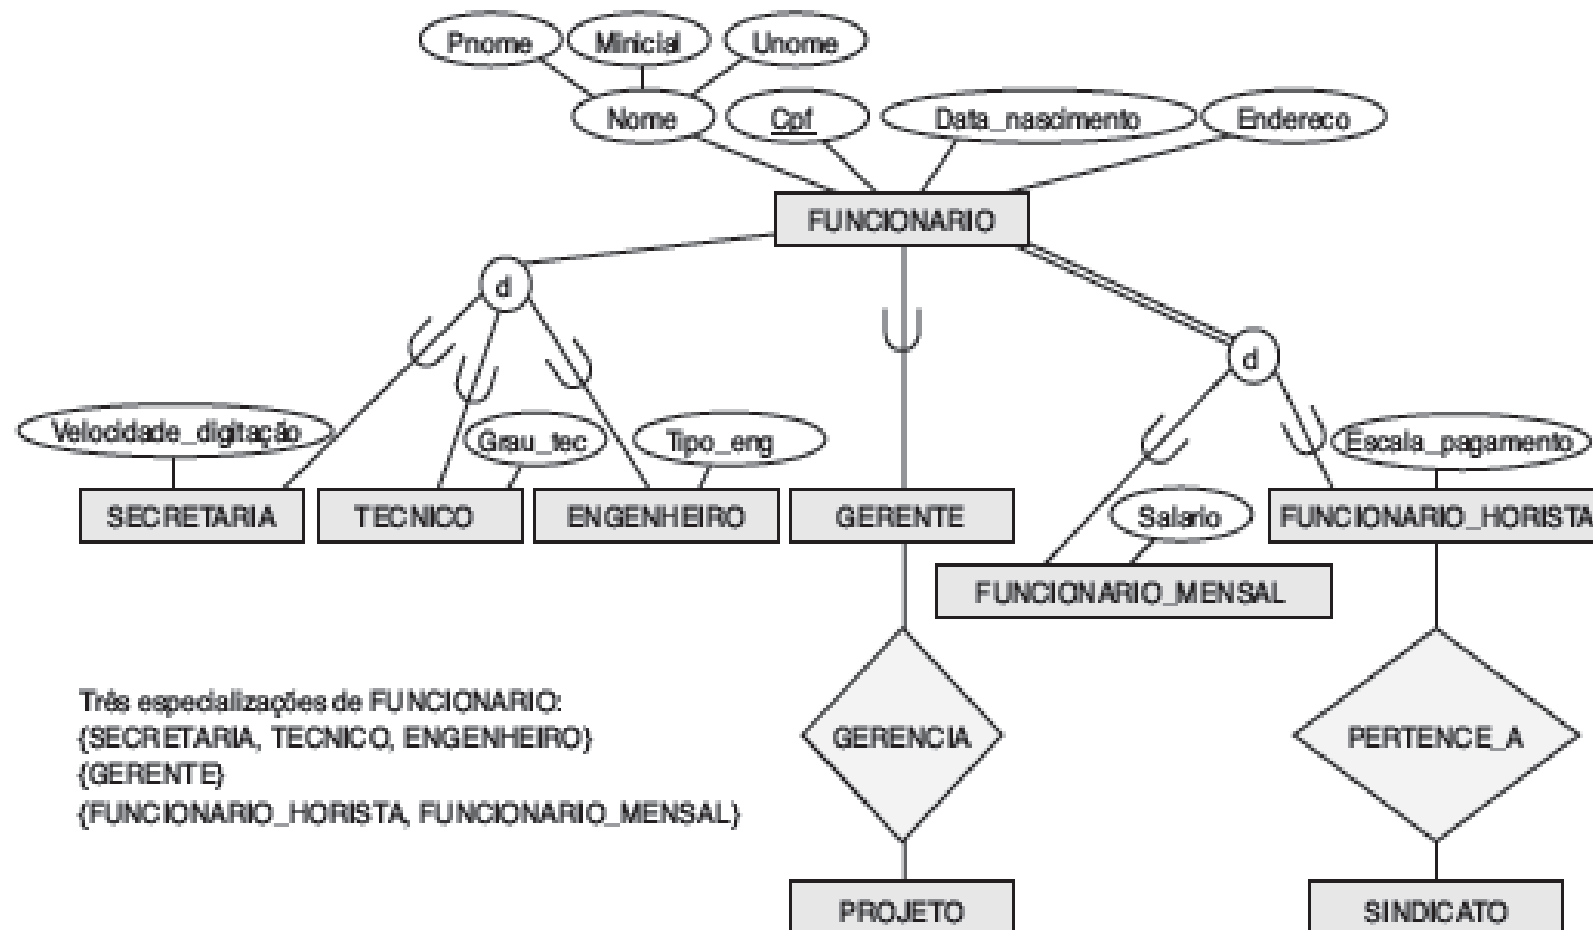 Pnome Minicial Unome
Nome Cpf Data_nascimento Endereco
FUNCIONARIO
d
d
Velocidade_digitação Grau_tec Tipo_eng Escala_pagamento
SECRETARIA TECNICO ENGENHEIRO GERENTE Salario FUNCIONARIO_HORISTA
FUNCIONARIO_MENSAL
Três especializações de FUNCIONARIO:
{SECRETARIA, TECNICO, ENGENHEIRO}
{GERENTE}
{FUNCIONARIO_HORISTA, FUNCIONARIO_MENSAL}
GERENCIA PERTENCE_A
PROJETO SINDICATO